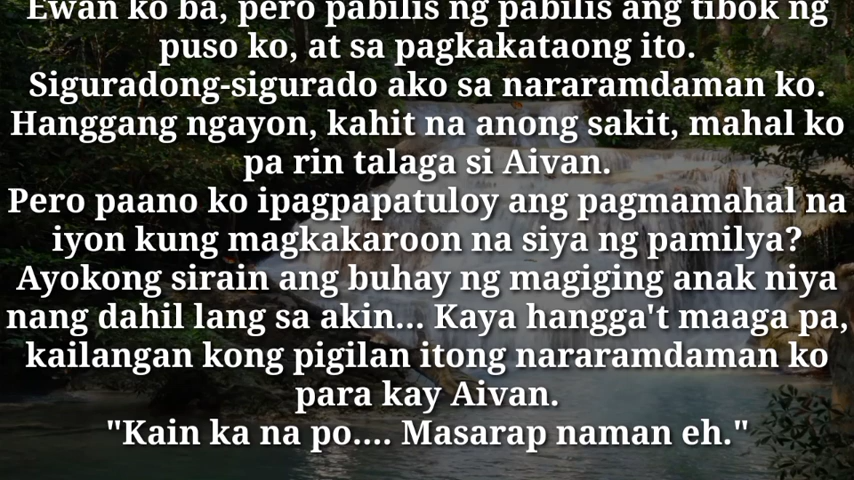 Ewan ko ba, pero pabilis ng pabilis ang tibok ng
puso ko, at sa pagkakataong ito.
Siguradong-sigurado ako sa nararamdaman ko.
Hanggang ngayon, kahit na anong sakit, mahal ko
pa rin talaga si Aivan.
Pero paano ko ipagpapatuloy ang pagmamahal na
iyon kung magkakaroon na siya ng pamilya?
Ayokong sirain ang buhay ng magiging anak niya
nang dahil lang sa akin... Kaya hangga't maaga pa,
kailangan kong pigilan itong nararamdaman ko
para kay Aivan.
"Kain ka na po.... Masarap naman eh."